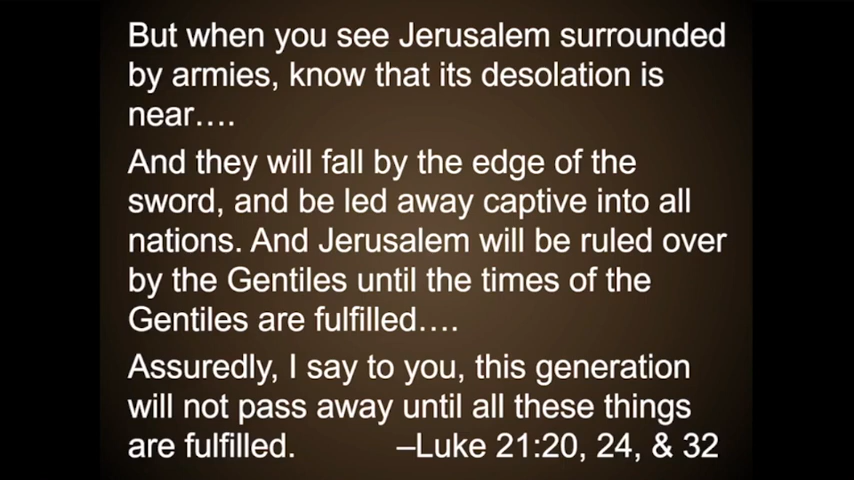 But when you see Jerusalem surrounded
by armies, know that its desolation is
near….
And they will fall by the edge of the
sword, and be led away captive into all
nations. And Jerusalem will be ruled over
by the Gentiles until the times of the
Gentiles are fulfilled….
Assuredly, I say to you, this generation
will not pass away until all these things
are fulfilled. –Luke 21:20, 24, & 32